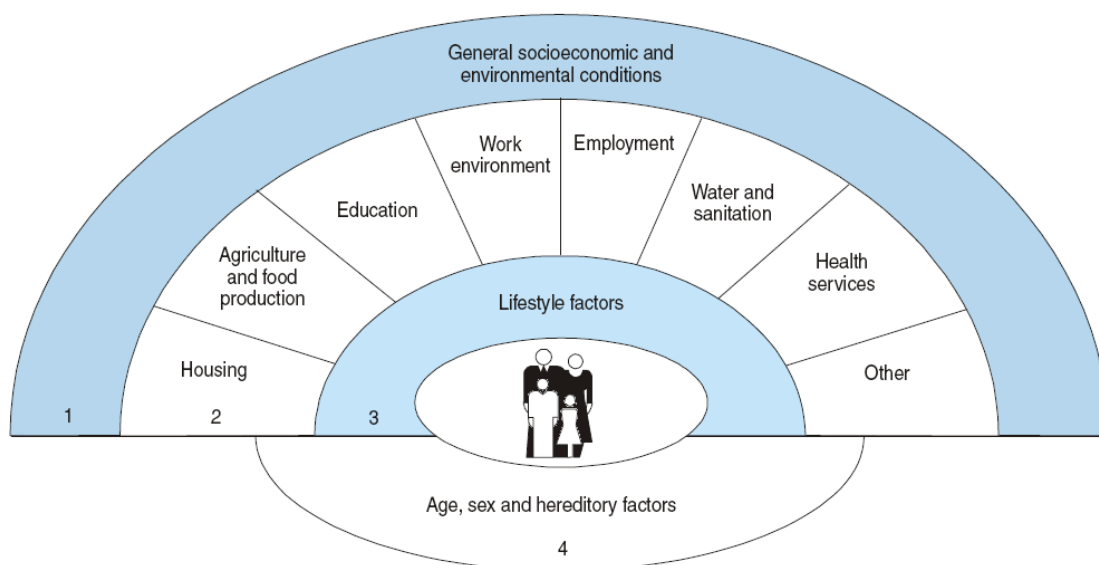 General socioeconomic and
environmental conditions
Work
environment
Employment
Education
Water and
sanitation
Agriculture
and food
production
Health
services
Lifestyle factors
Housing
Other
1
2
3
Age, sex and hereditory factors
4